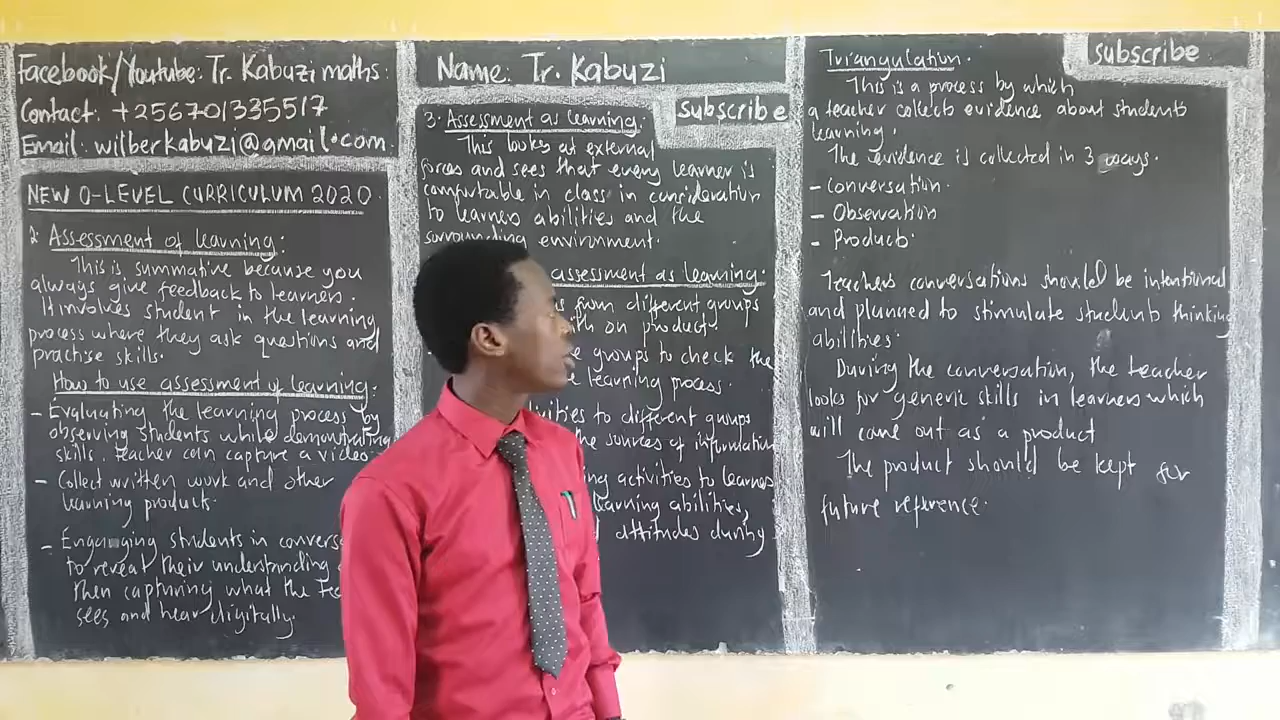 Facebook/Youtube: Tr. Kabuzi maths
Contact: +256701335517
Email: wilberkabuzi@gmail.com
NEW O-LEVEL CURRICULUM 2020
2. Assessment of learning:
This is summative because you
always give feedback to learners.
It involves student in the learning
process where they ask questions and
practise skills.
How to use assessment of learning.
- Evaluating the learning process by
observing students while demonstrating
skills. Teacher can capture a video.
- Collect written work and other
learning products.
- Engaging students in convers
to reveal their understanding
then capturing what the Tea
sees and hear digitally.
Name: Tr. Kabuzi
subscribe
3. Assessment as learning.
This looks at external
forces and sees that every learner is
comfortable in class in consideration
to learners abilities and the
surrounding environment.
assessment as learning.
from different groups
on product.
groups to check the
learning process.
to different groups
the sources of information
activities to learners
learning abilities,
attitudes during
subscribe
Triangulation.
This is a process by which
a teacher collects evidence about students
learning.
The evidence is collected in 3 ways.
- Conversation.
- Observation
- Product.
Teachers conversations should be intentional
and planned to stimulate students thinking
abilities.
During the conversation, the teacher
looks for generic skills in learners which
will come out as a product
The product should be kept for
future reference.